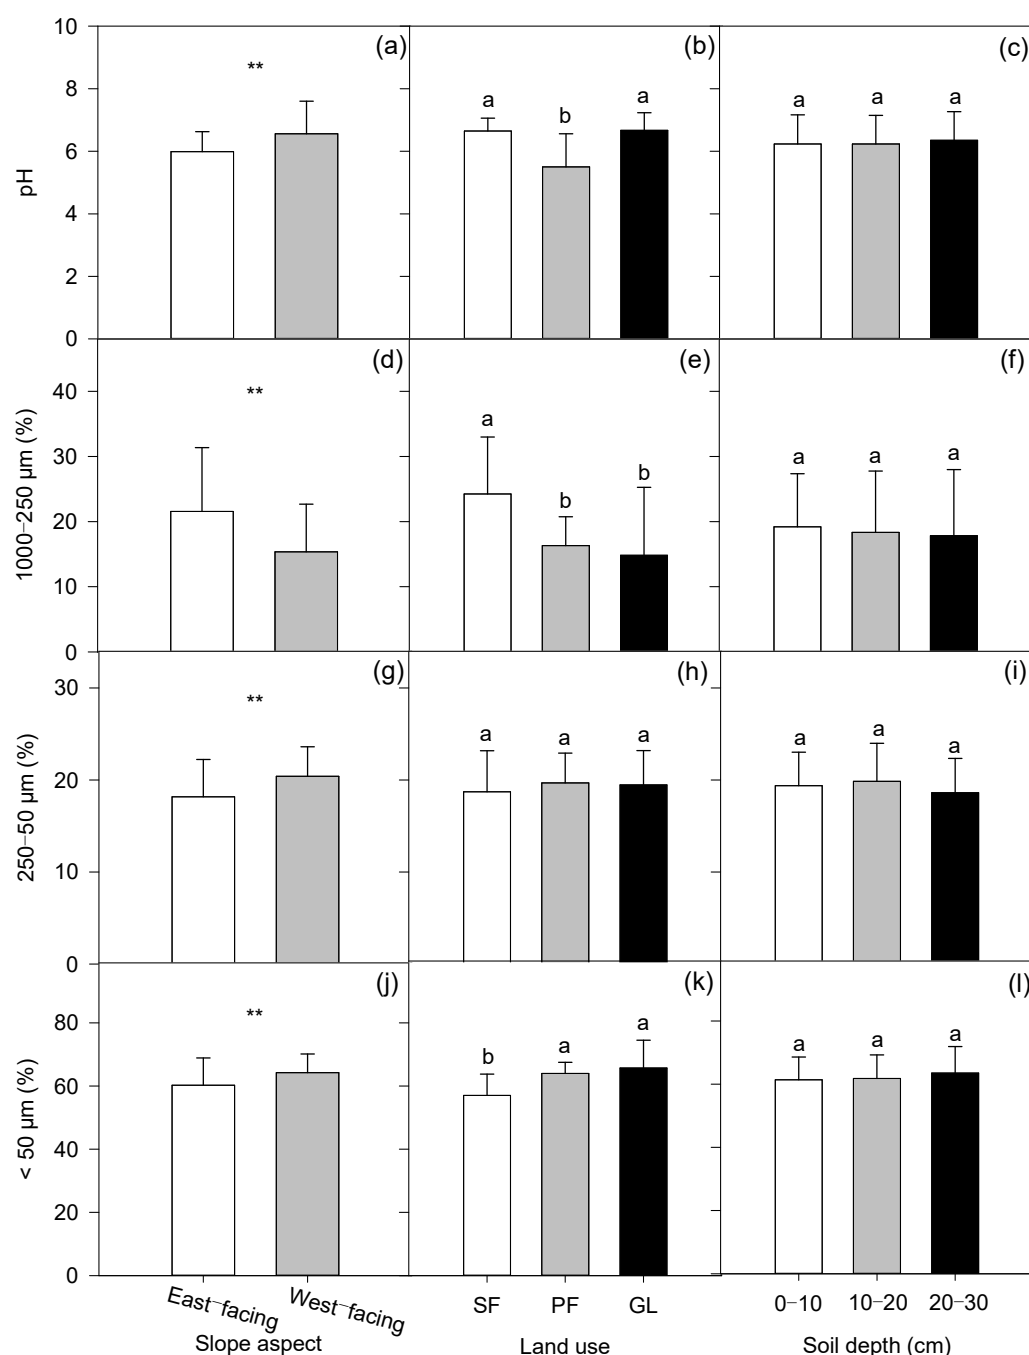 10
8
6
4
2
0
pH
(a)
**
(b)
a
b
a
(c)
a
a
a
40
30
20
10
0
1000–250 µm (%)
(d)
**
(e)
a
b
b
(f)
a
a
a
30
20
10
0
250–50 µm (%)
(g)
**
(h)
a
a
a
(i)
a
a
a
80
60
40
20
0
< 50 µm (%)
(j)
**
(k)
b
a
a
(l)
a
a
a
East–facing
West–facing
Slope aspect
SF
PF
GL
Land use
0–10
10–20
20–30
Soil depth (cm)